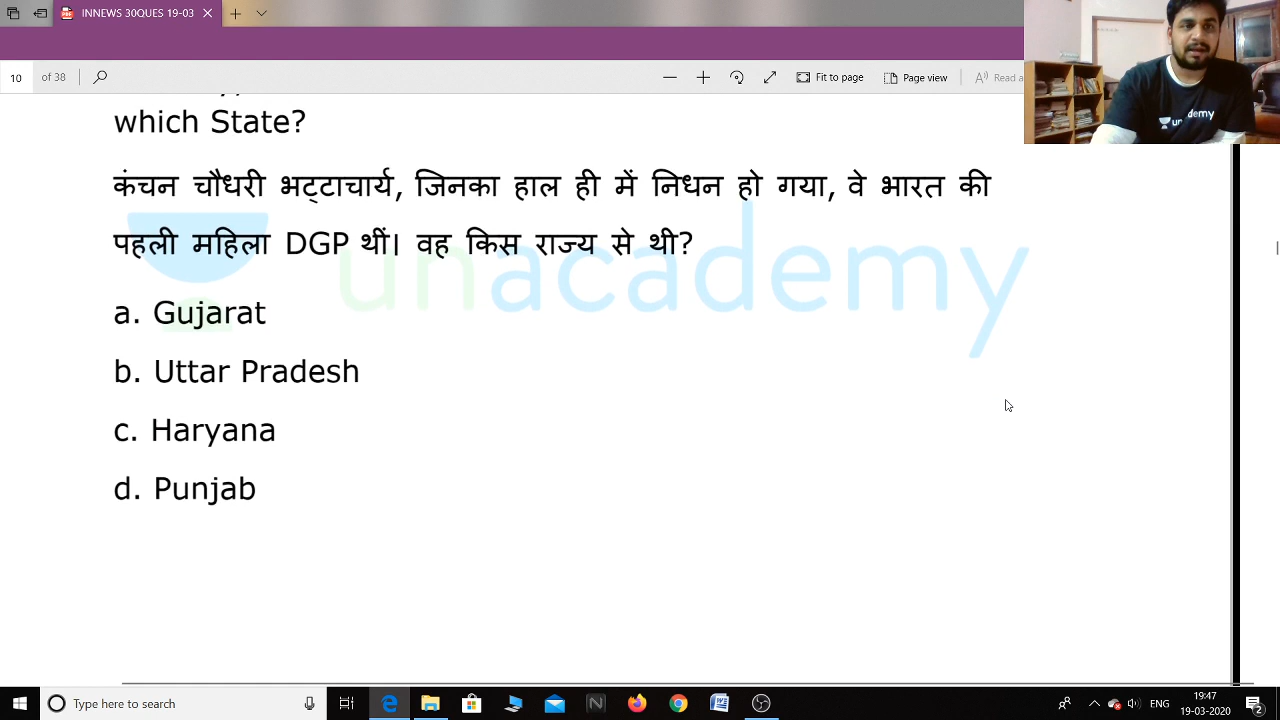 INNEWS 30QUES 19-03
10 of 38
Fit to page
Page view
Read a
which State?
कंचन चौधरी भट्टाचार्य, जिनका हाल ही में निधन हो गया, वे भारत की
पहली महिला DGP थीं। वह किस राज्य से थी?
unacademy
a. Gujarat
b. Uttar Pradesh
c. Haryana
d. Punjab
Type here to search
ENG
19:47
19-03-2020
2